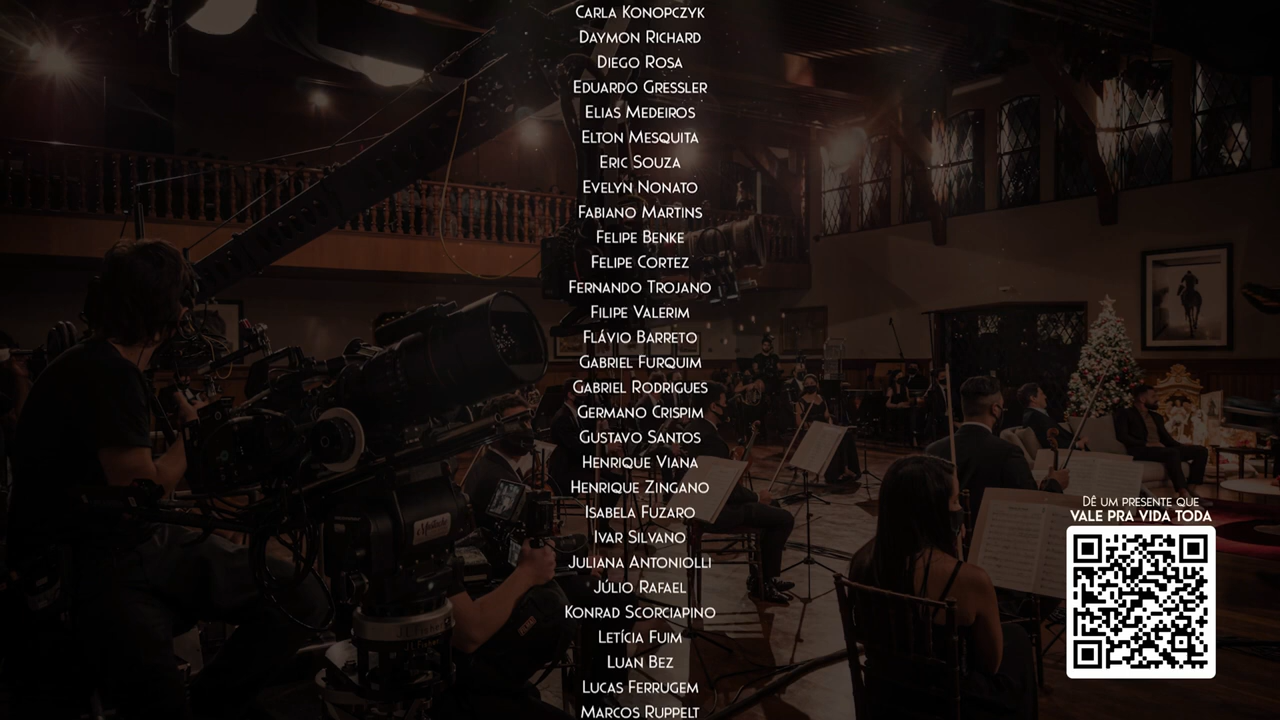 CARLA KONOPCZYK
DAYMON RICHARD
DIEGO ROSA
EDUARDO GRESSLER
ELIAS MEDEIROS
ELTON MESQUITA
ERIC SOUZA
EVELYN NONATO
FABIANO MARTINS
FELIPE BENKE
FELIPE CORTEZ
FERNANDO TROJANO
FILIPE VALERIM
FLÁVIO BARRETO
GABRIEL FURQUIM
GABRIEL RODRIGUES
GERMANO CRISPIM
GUSTAVO SANTOS
HENRIQUE VIANA
HENRIQUE ZINGANO
ISABELA FUZARO
IVAR SILVANO
JULIANA ANTONIOLLI
JÚLIO RAFAEL
KONRAD SCORCIAPINO
LETÍCIA FUIM
LUAN BEZ
LUCAS FERRUGEM
MARCOS RUPPELT
DÊ UM PRESENTE QUE
VALE PRA VIDA TODA